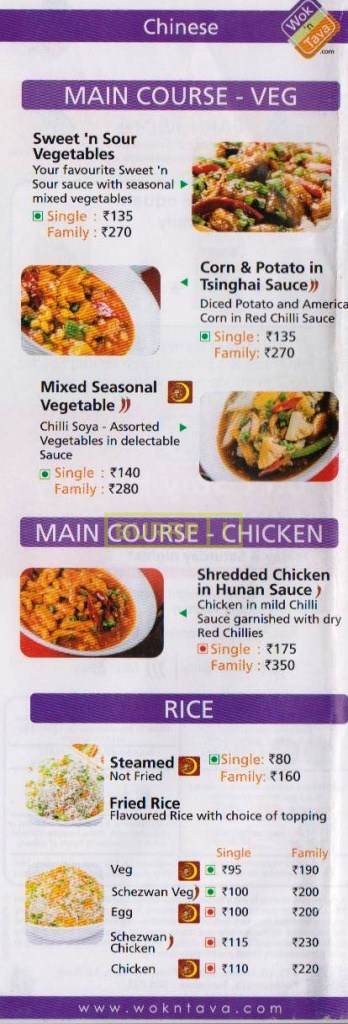 Chinese
Wok 'n Tava .com
MAIN COURSE - VEG
Sweet 'n Sour
Vegetables
Your favourite Sweet 'n
Sour sauce with seasonal
mixed vegetables
Single : ₹135
Family : ₹270
Corn & Potato in
Tsinghai Sauce
Diced Potato and America
Corn in Red Chilli Sauce
Single : ₹135
Family: ₹270
Mixed Seasonal
Vegetable
Chilli Soya - Assorted
Vegetables in delectable
Sauce
Single : ₹140
Family : ₹280
MAIN COURSE - CHICKEN
Shredded Chicken
in Hunan Sauce
Chicken in mild Chilli
Sauce garnished with dry
Red Chillies
Single : ₹175
Family : ₹350
RICE
Steamed Single: ₹80
Not Fried Family: ₹160
Fried Rice
Flavoured Rice with choice of topping
Single Family
Veg ₹95 ₹190
Schezwan Veg ₹100 ₹200
Egg ₹100 ₹200
Schezwan
Chicken ₹115 ₹230
Chicken ₹110 ₹220
www.wokntava.com